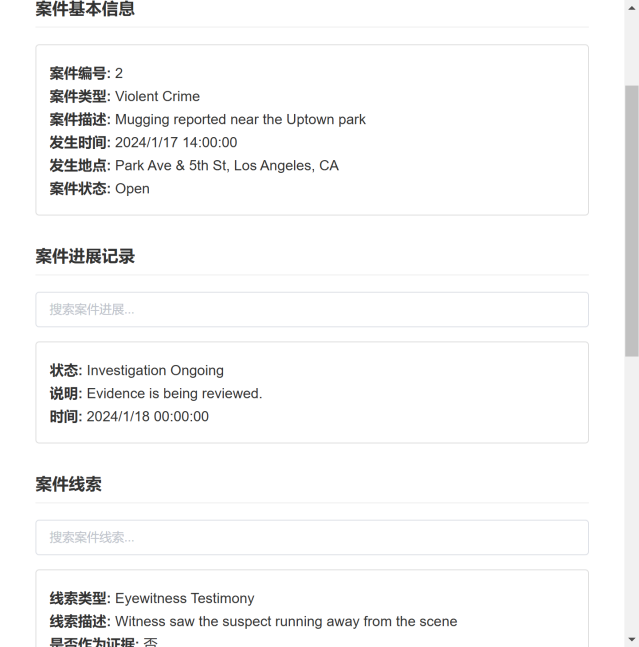 案件基本信息
案件编号: 2
案件类型: Violent Crime
案件描述: Mugging reported near the Uptown park
发生时间: 2024/1/17 14:00:00
发生地点: Park Ave & 5th St, Los Angeles, CA
案件状态: Open
案件进展记录
搜索案件进展...
状态: Investigation Ongoing
说明: Evidence is being reviewed.
时间: 2024/1/18 00:00:00
案件线索
搜索案件线索...
线索类型: Eyewitness Testimony
线索描述: Witness saw the suspect running away from the scene
是否作为证据: 否